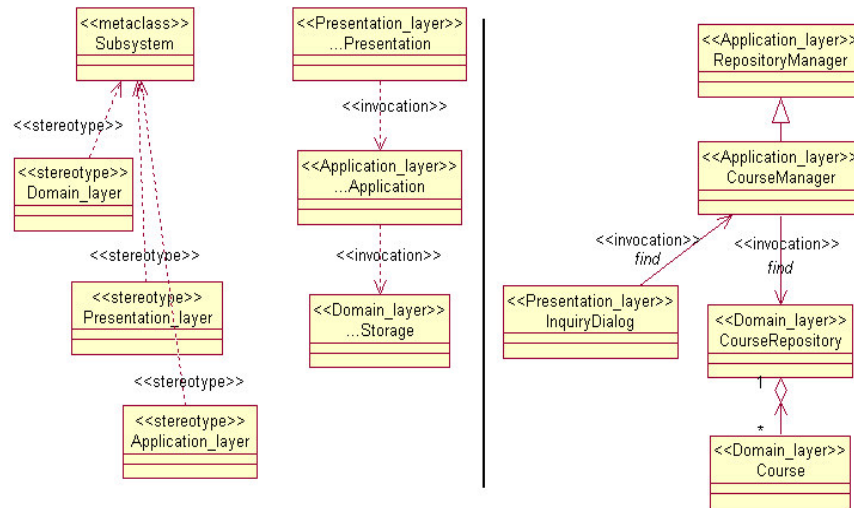 <<metaclass>>
Subsystem
<<stereotype>>
<<stereotype>>
Domain_layer
<<stereotype>>
<<stereotype>>
Presentation_layer
<<stereotype>>
<<stereotype>>
Application_layer
<<Presentation_layer>>
...Presentation
<<invocation>>
<<Application_layer>>
...Application
<<invocation>>
<<Domain_layer>>
...Storage
<<Application_layer>>
RepositoryManager
<<Application_layer>>
CourseManager
<<invocation>>
find
<<invocation>>
find
<<Presentation_layer>>
InquiryDialog
<<Domain_layer>>
CourseRepository
1
*
<<Domain_layer>>
Course